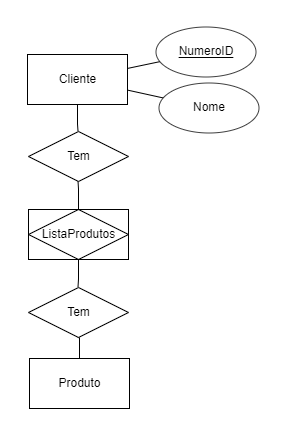 NumeroID
Cliente
Nome
Tem
ListaProdutos
Tem
Produto